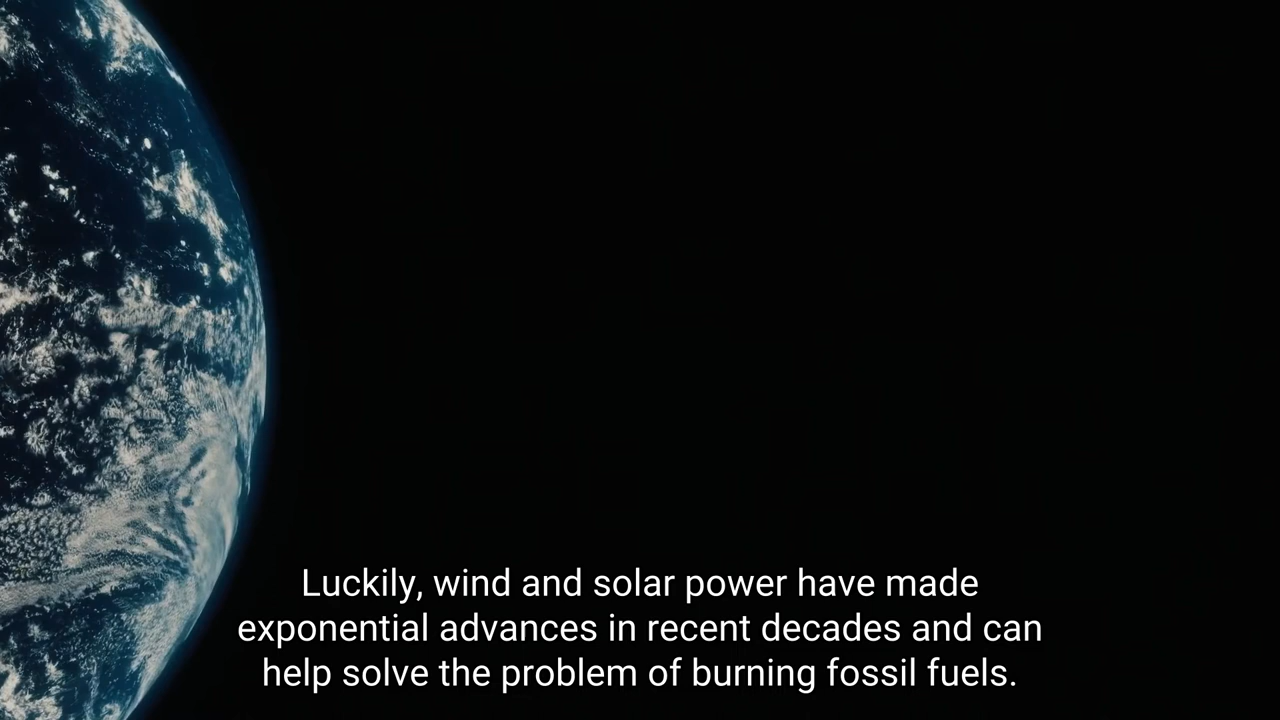 Luckily, wind and solar power have made
exponential advances in recent decades and can
help solve the problem of burning fossil fuels.